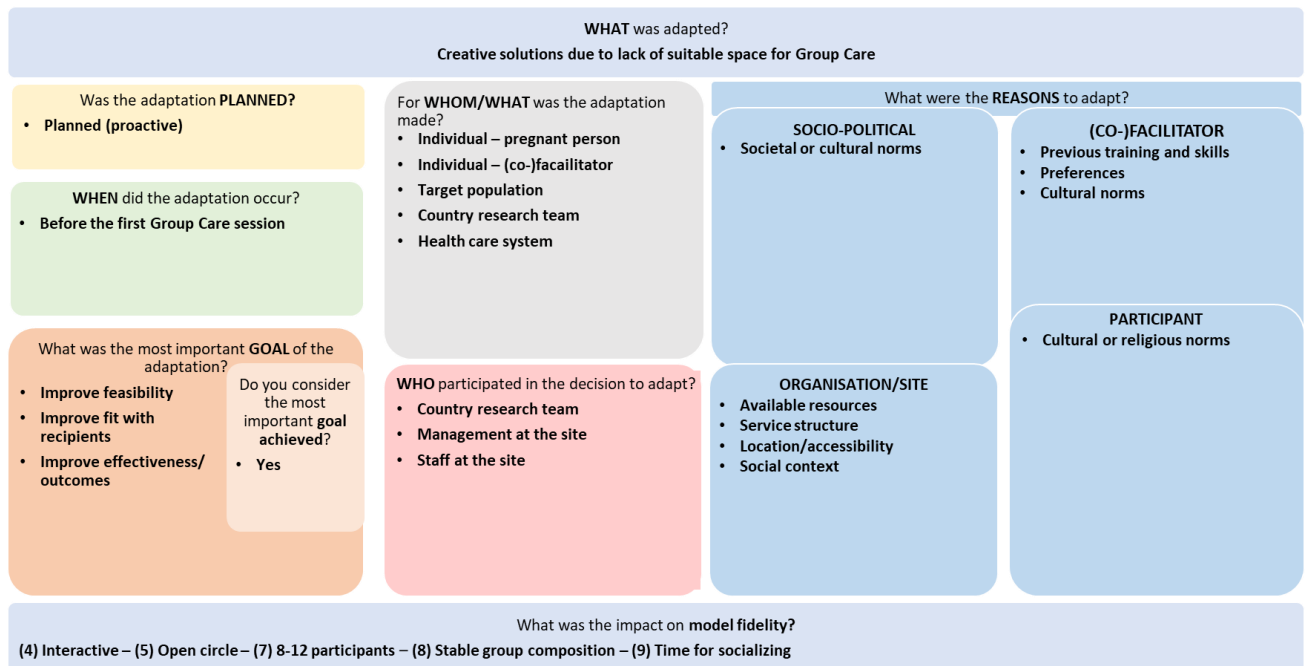 WHAT was adapted?
Creative solutions due to lack of suitable space for Group Care
Was the adaptation PLANNED?
• Planned (proactive)
WHEN did the adaptation occur?
• Before the first Group Care session
What was the most important GOAL of the
adaptation?
• Improve feasibility
• Improve fit with
recipients
• Improve effectiveness/
outcomes
Do you consider
the most
important goal
achieved?
• Yes
For WHOM/WHAT was the adaptation
made?
• Individual – pregnant person
• Individual – (co-)facailitator
• Target population
• Country research team
• Health care system
WHO participated in the decision to adapt?
• Country research team
• Management at the site
• Staff at the site
What were the REASONS to adapt?
SOCIO-POLITICAL
• Societal or cultural norms
ORGANISATION/SITE
• Available resources
• Service structure
• Location/accessibility
• Social context
(CO-)FACILITATOR
• Previous training and skills
• Preferences
• Cultural norms
PARTICIPANT
• Cultural or religious norms
What was the impact on model fidelity?
(4) Interactive – (5) Open circle – (7) 8-12 participants – (8) Stable group composition – (9) Time for socializing